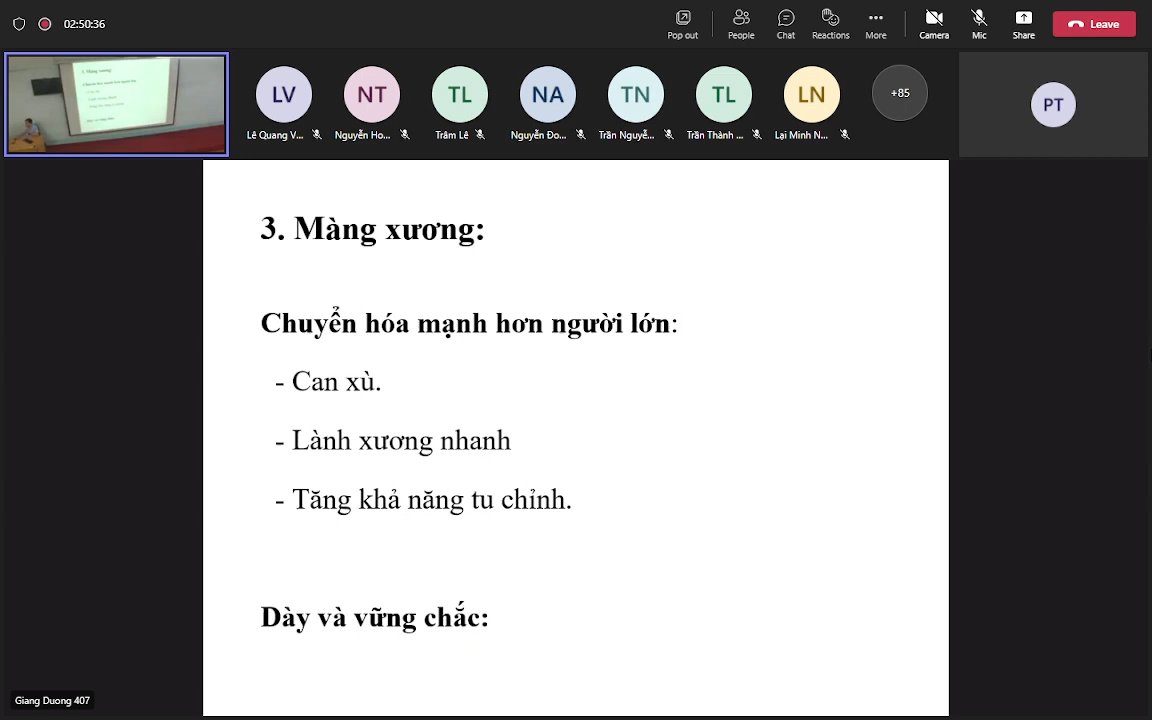 02:50:36
Pop out
People
Chat
Reactions
More
Camera
Mic
Share
Leave
LV
NT
TL
NA
TN
TL
LN
+85
PT
Lê Quang V...
Nguyễn Ho...
Trâm Lê
Nguyễn Đo...
Trần Nguyễ...
Trần Thành ...
Lại Minh N...
3. Màng xương:
Chuyển hóa mạnh hơn người lớn:
- Can xù.
- Lành xương nhanh
- Tăng khả năng tu chỉnh.
Dày và vững chắc:
Giang Duong 407